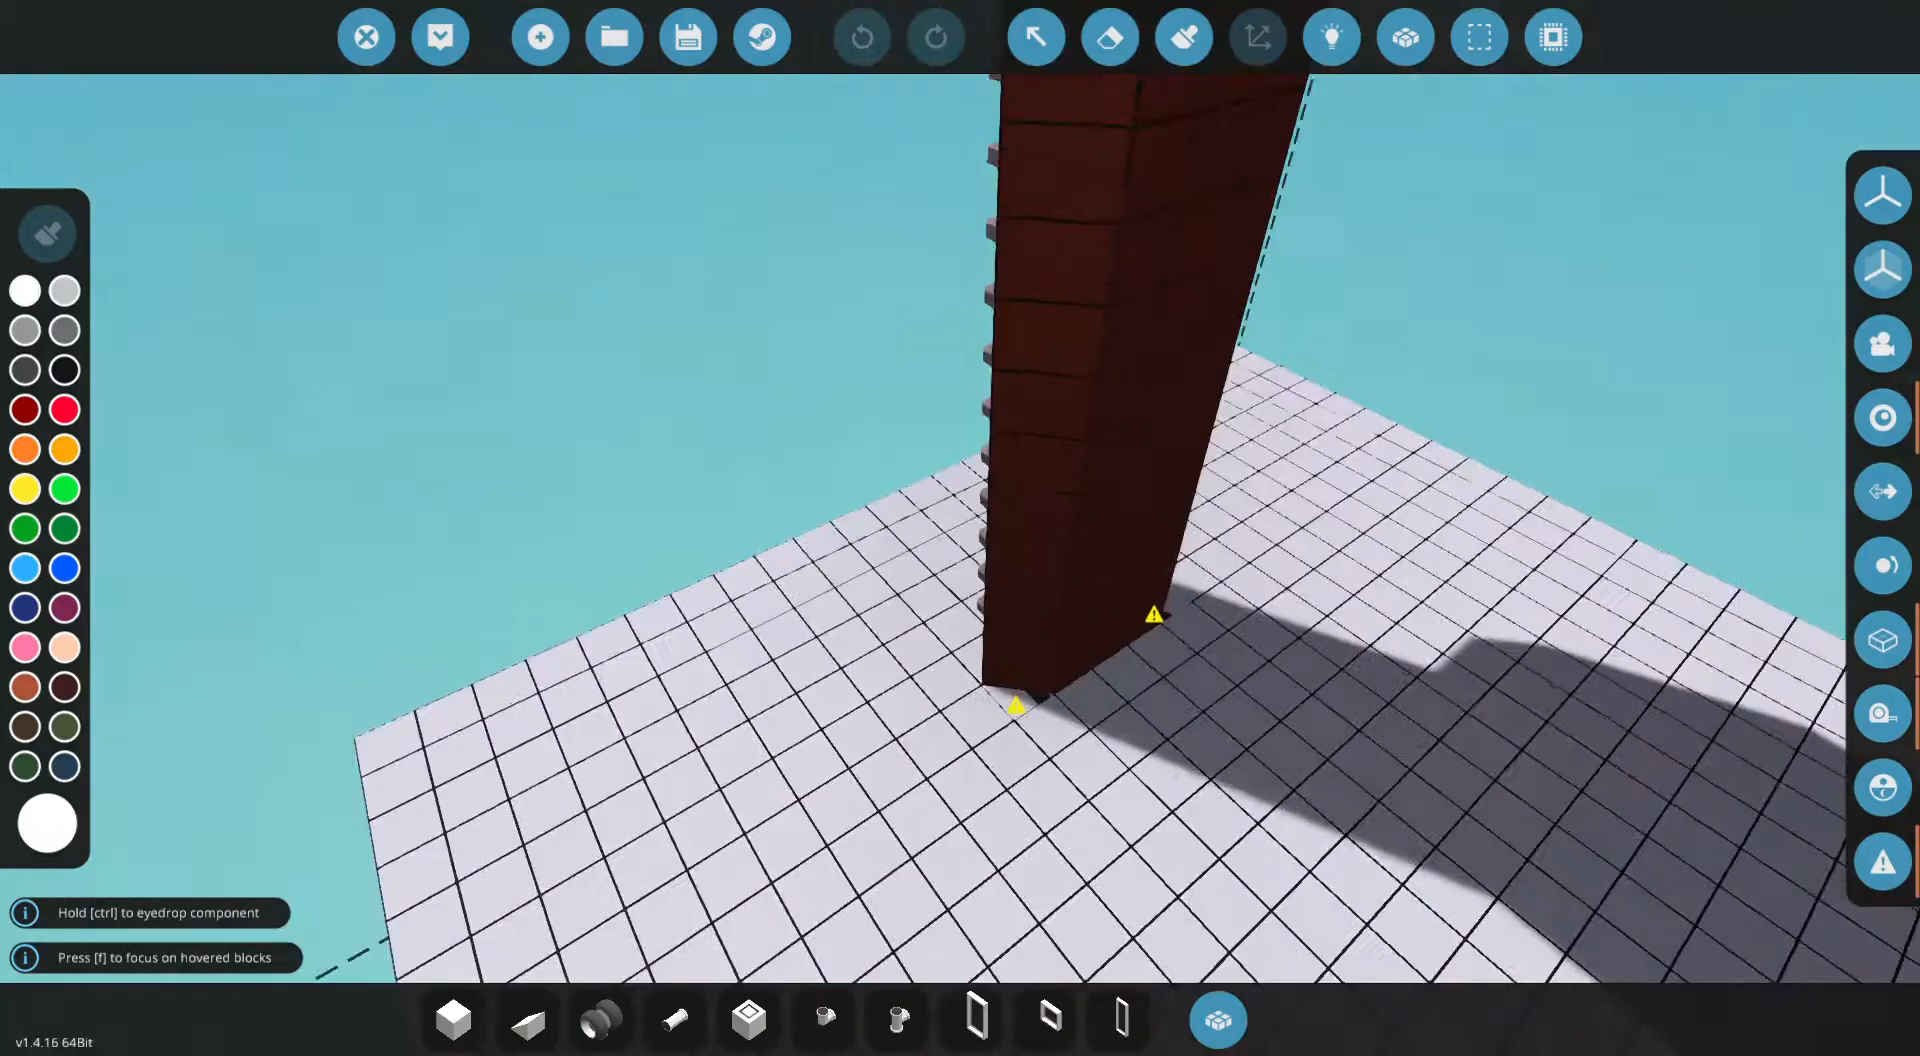 Hold [ctrl] to eyedrop component
Press [f] to focus on hovered blocks
v1.4.16 64Bit